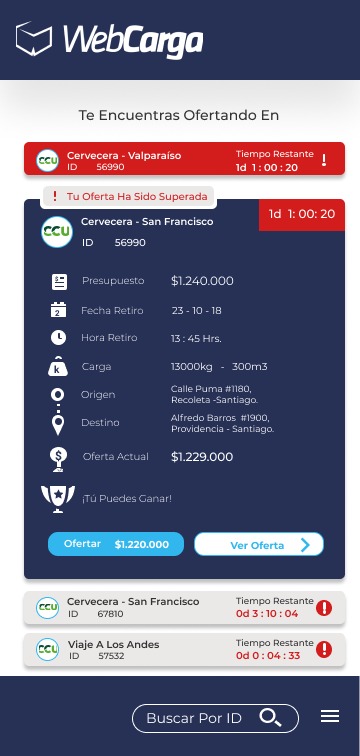 WebCarga
Te Encuentras Ofertando En
CCU
Cervecera - Valparaíso
ID 56990
Tiempo Restante
1d 1 : 00 : 20
!
! Tu Oferta Ha Sido Superada
CCU
Cervecera - San Francisco
ID 56990
1d 1: 00: 20
Presupuesto $1.240.000
2 Fecha Retiro 23 - 10 - 18
Hora Retiro 13 : 45 Hrs.
k Carga 13000kg - 300m3
Origen Calle Puma #1180,
Recoleta -Santiago.
Destino Alfredo Barros #1900,
Providencia - Santiago.
$ Oferta Actual $1.229.000
¡Tú Puedes Ganar!
Ofertar $1.220.000
Ver Oferta
CCU
Cervecera - San Francisco
ID 67810
Tiempo Restante
0d 3 : 10 : 04
!
CCU
Viaje A Los Andes
ID 57532
Tiempo Restante
0d 0 : 04 : 33
!
Buscar Por ID